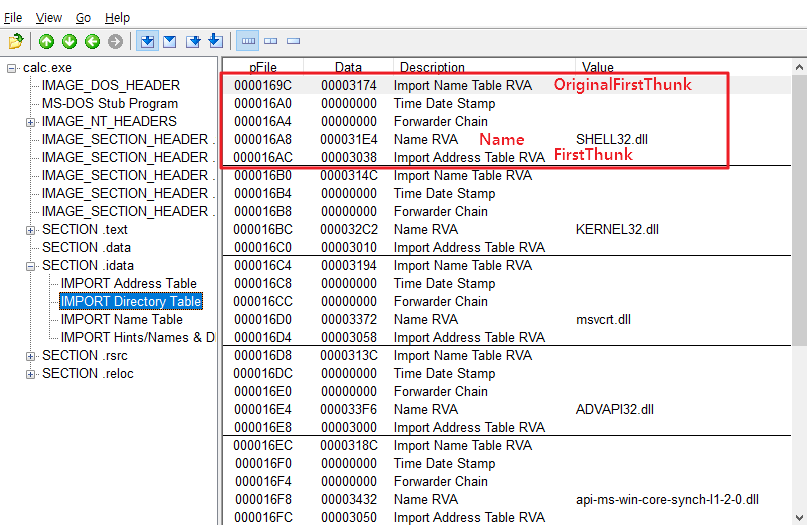 File View Go Help
pFile Data Description Value
calc.exe
IMAGE_DOS_HEADER
MS-DOS Stub Program
IMAGE_NT_HEADERS
IMAGE_SECTION_HEADER .
IMAGE_SECTION_HEADER .
IMAGE_SECTION_HEADER .
IMAGE_SECTION_HEADER .
IMAGE_SECTION_HEADER .
SECTION .text
SECTION .data
SECTION .idata
IMPORT Address Table
IMPORT Directory Table
IMPORT Name Table
IMPORT Hints/Names & D
SECTION .rsrc
SECTION .reloc
0000169C 00003174 Import Name Table RVA OriginalFirstThunk
000016A0 00000000 Time Date Stamp
000016A4 00000000 Forwarder Chain
000016A8 000031E4 Name RVA Name SHELL32.dll
000016AC 00003038 Import Address Table RVA FirstThunk
000016B0 0000314C Import Name Table RVA
000016B4 00000000 Time Date Stamp
000016B8 00000000 Forwarder Chain
000016BC 000032C2 Name RVA KERNEL32.dll
000016C0 00003010 Import Address Table RVA
000016C4 00003194 Import Name Table RVA
000016C8 00000000 Time Date Stamp
000016CC 00000000 Forwarder Chain
000016D0 00003372 Name RVA msvcrt.dll
000016D4 00003058 Import Address Table RVA
000016D8 0000313C Import Name Table RVA
000016DC 00000000 Time Date Stamp
000016E0 00000000 Forwarder Chain
000016E4 000033F6 Name RVA ADVAPI32.dll
000016E8 00003000 Import Address Table RVA
000016EC 0000318C Import Name Table RVA
000016F0 00000000 Time Date Stamp
000016F4 00000000 Forwarder Chain
000016F8 00003432 Name RVA api-ms-win-core-synch-l1-2-0.dll
000016FC 00003050 Import Address Table RVA